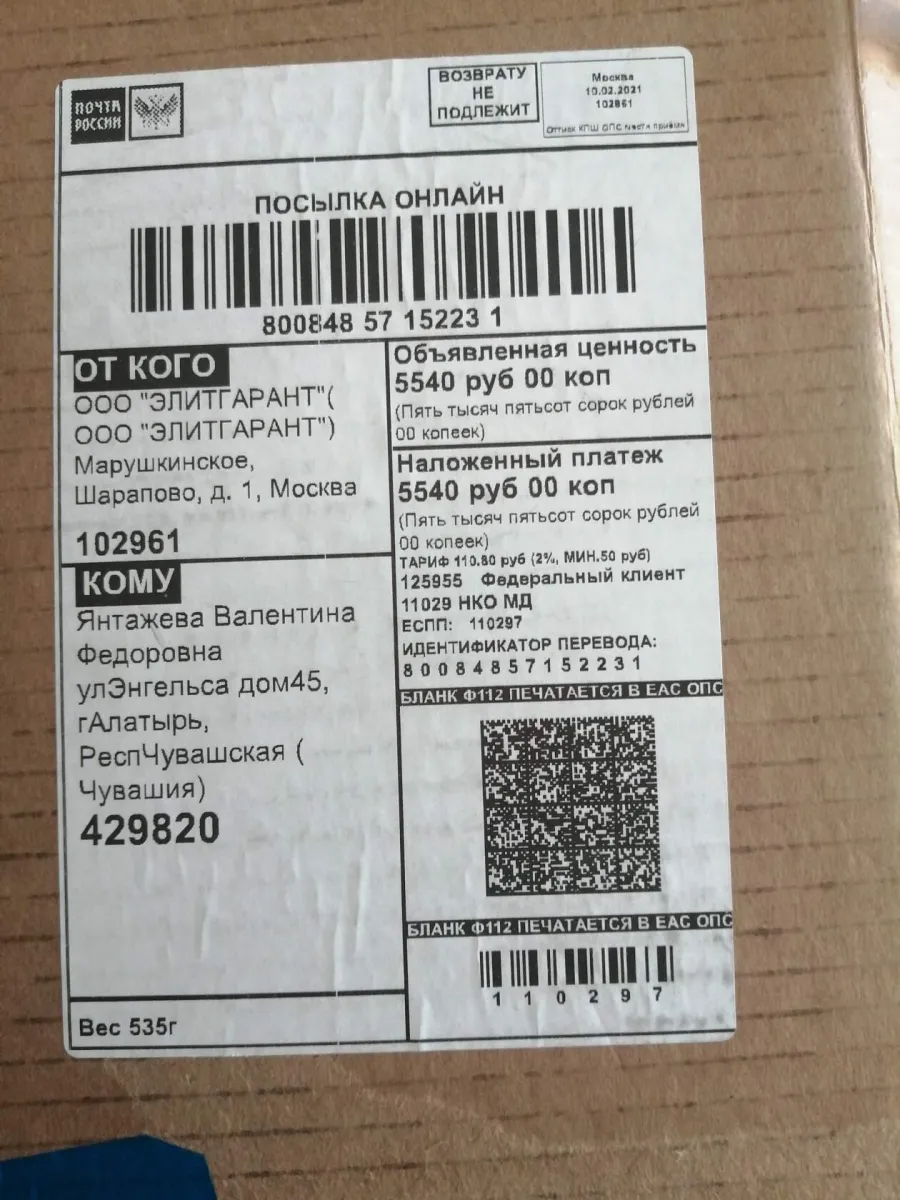 ПОЧТА
РОССИИ
ВОЗВРАТУ
НЕ
ПОДЛЕЖИТ
Москва
10.02.2021
102961
Оттиск КПШ ОПС места приёма
ПОСЫЛКА ОНЛАЙН
800848 57 15223 1
ОТ КОГО
ООО "ЭЛИТГАРАНТ"(
ООО "ЭЛИТГАРАНТ")
Марушкинское,
Шарапово, д. 1, Москва
102961
КОМУ
Янтажева Валентина
Федоровна
улЭнгельса дом45,
гАлатырь,
РеспЧувашская (
Чувашия)
429820
Вес 535г
Объявленная ценность
5540 руб 00 коп
(Пять тысяч пятьсот сорок рублей
00 копеек)
Наложенный платеж
5540 руб 00 коп
(Пять тысяч пятьсот сорок рублей
00 копеек)
ТАРИФ 110.80 руб (2%, МИН.50 руб)
125955 Федеральный клиент
11029 НКО МД
ЕСПП: 110297
ИДЕНТИФИКАТОР ПЕРЕВОДА:
80084857152231
БЛАНК Ф112 ПЕЧАТАЕТСЯ В ЕАС ОПС
БЛАНК Ф112 ПЕЧАТАЕТСЯ В ЕАС ОПС
110297